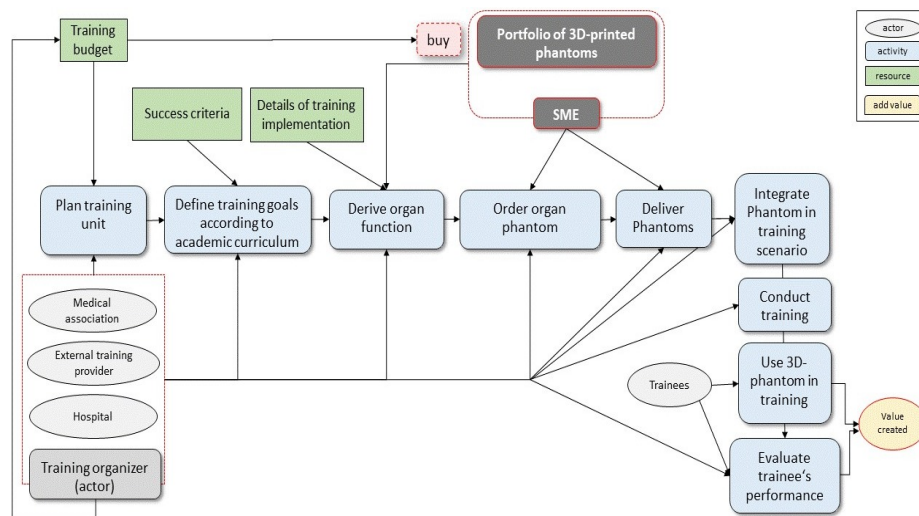 Training
budget
buy
Portfolio of 3D-printed
phantoms
SME
actor
activity
resource
add value
Success criteria
Details of training
implementation
Plan training
unit
Define training goals
according to
academic curriculum
Derive organ
function
Order organ
phantom
Deliver
Phantoms
Integrate
Phantom in
training
scenario
Medical
association
External training
provider
Hospital
Training organizer
(actor)
Conduct
training
Trainees
Use 3D-
phantom in
training
Value
created
Evaluate
trainee‘s
performance